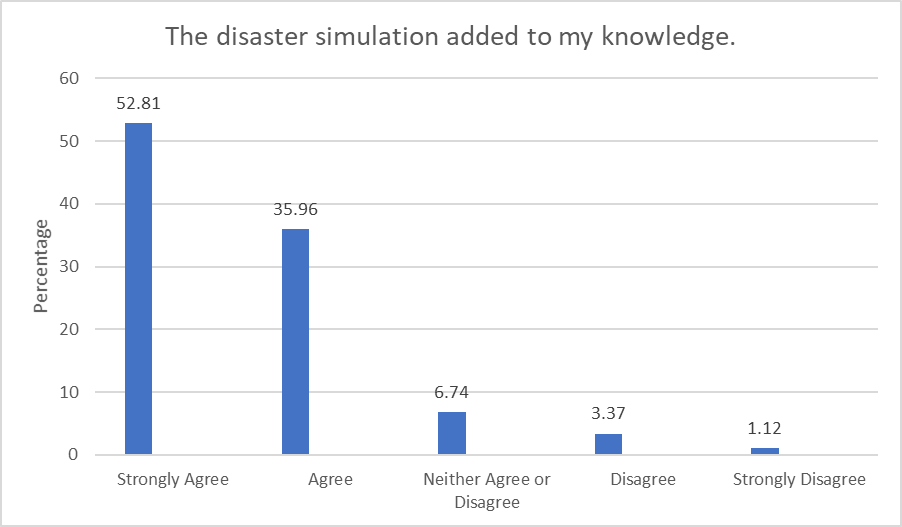 The disaster simulation added to my knowledge.
Percentage
60
50
40
30
20
10
0
52.81
35.96
6.74
3.37
1.12
Strongly Agree
Agree
Neither Agree or
Disagree
Disagree
Strongly Disagree